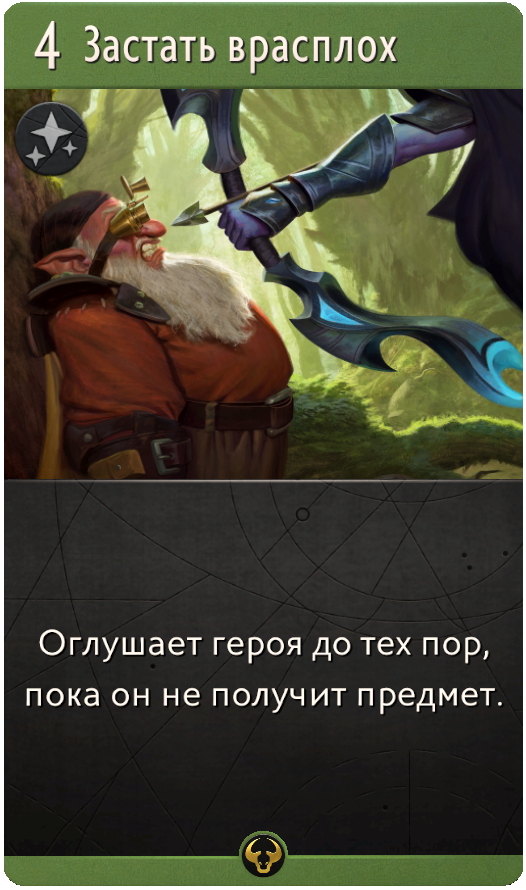 4 Застать врасплох
Оглушает героя до тех пор,
пока он не получит предмет.